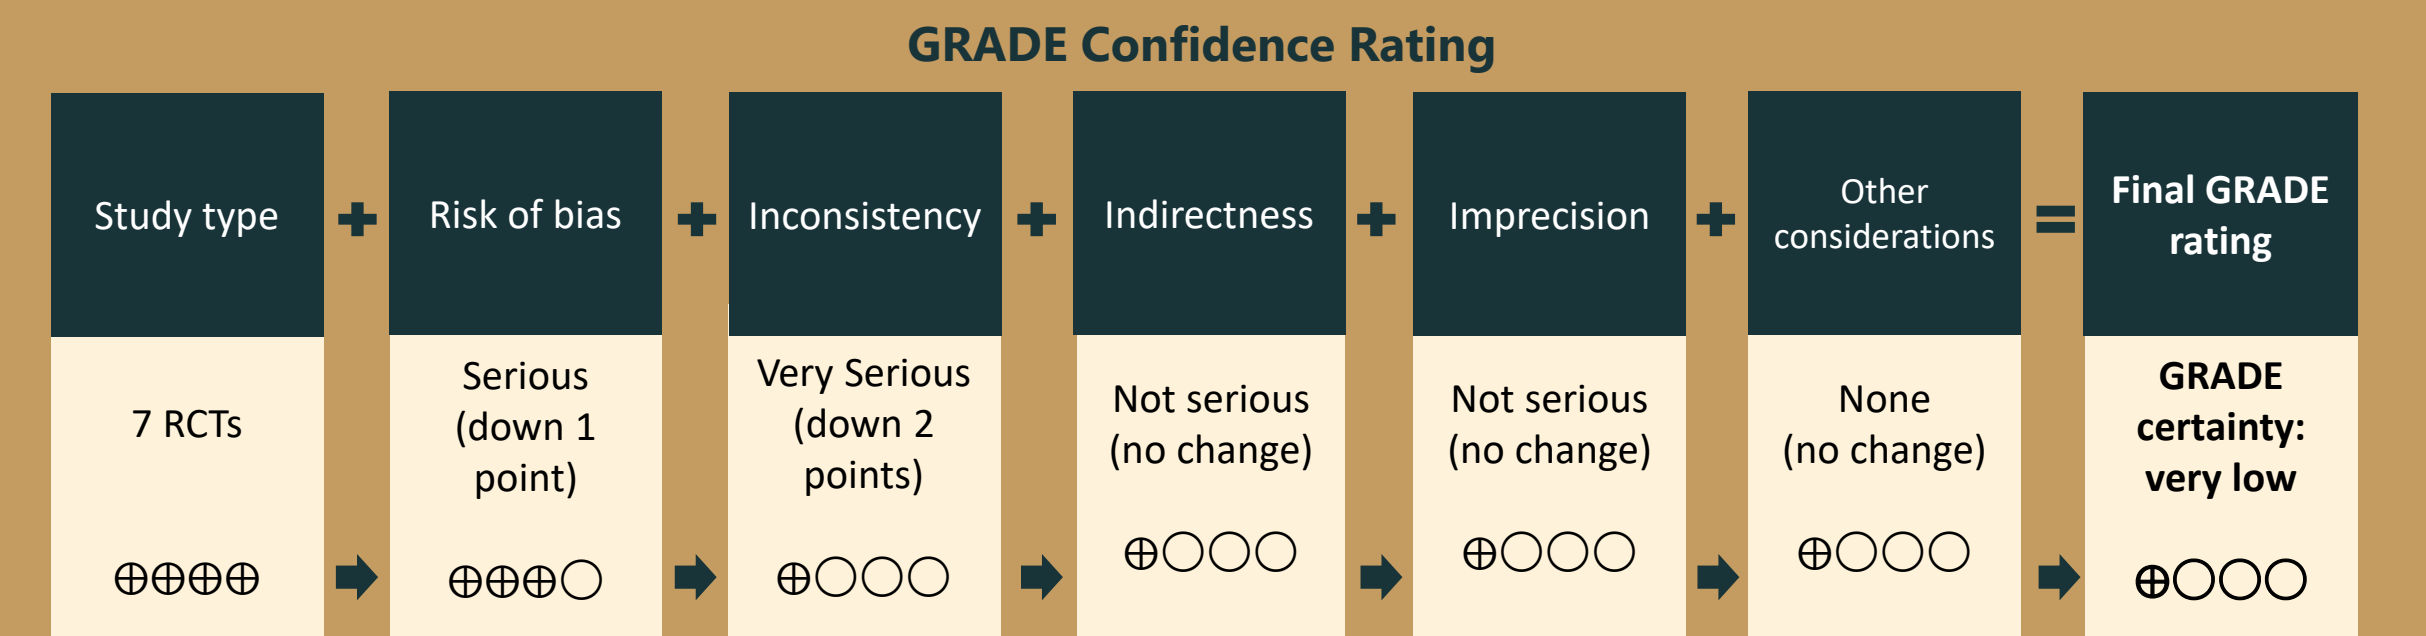 GRADE Confidence Rating
Study type
Risk of bias
Inconsistency
Indirectness
Imprecision
Other
considerations
Final GRADE
rating
7 RCTs
⊕⊕⊕⊕
Serious
(down 1
point)
⊕⊕⊕◯
Very Serious
(down 2
points)
⊕◯◯◯
Not serious
(no change)
⊕◯◯◯
Not serious
(no change)
⊕◯◯◯
None
(no change)
⊕◯◯◯
GRADE
certainty:
very low
⊕◯◯◯